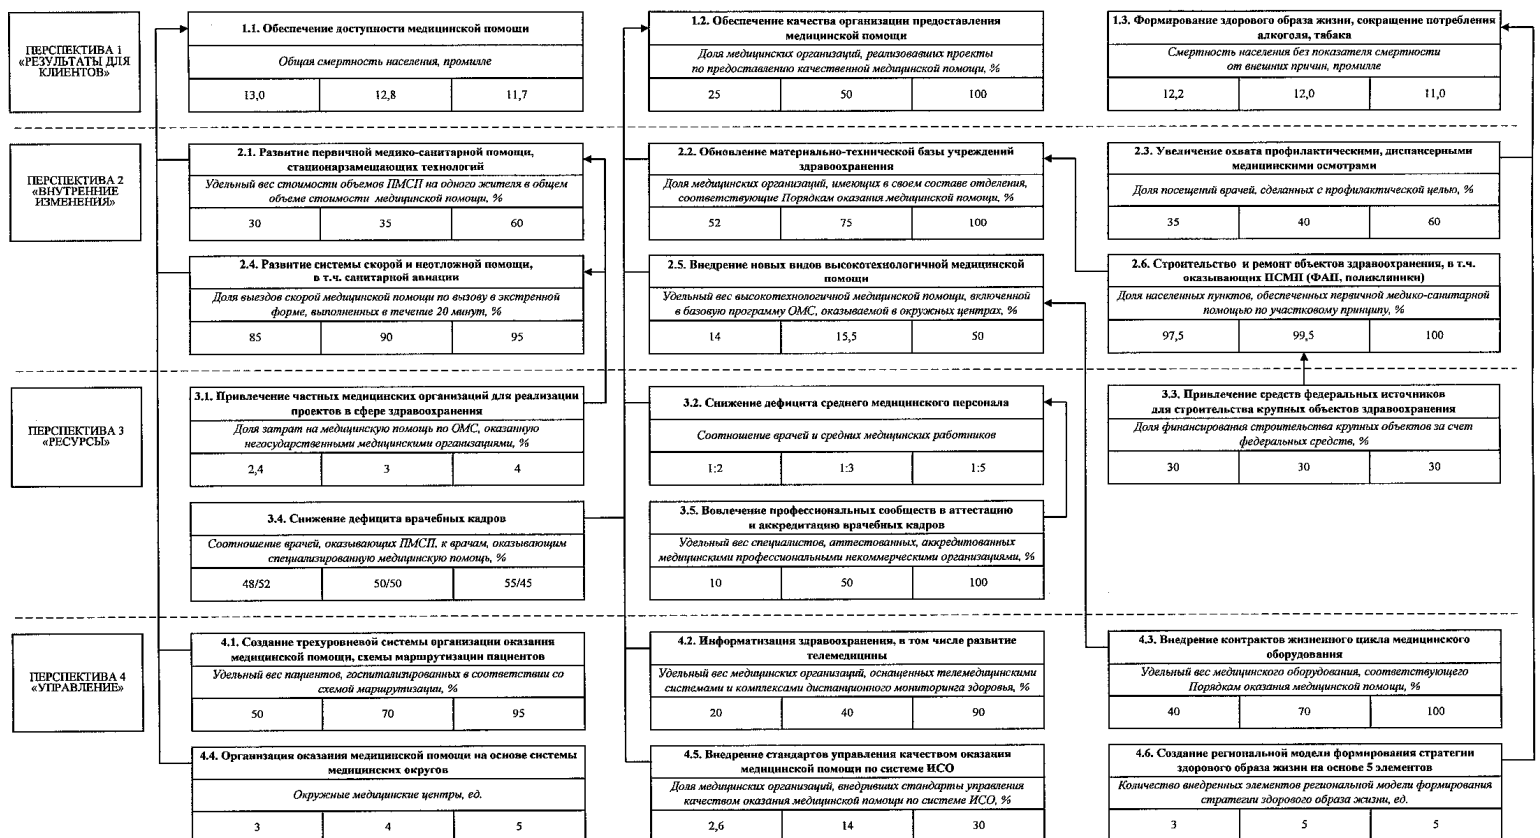 ПЕРСПЕКТИВА 1
«РЕЗУЛЬТАТЫ ДЛЯ
КЛИЕНТОВ»
1.1. Обеспечение доступности медицинской помощи
Общая смертность населения, промилле
13,0 12,8 11,7
1.2. Обеспечение качества организации предоставления
медицинской помощи
Доля медицинских организаций, реализовавших проекты
по предоставлению качественной медицинской помощи, %
25 50 100
1.3. Формирование здорового образа жизни, сокращение потребления
алкоголя, табака
Смертность населения без показателя смертности
от внешних причин, промилле
12,2 12,0 11,0
ПЕРСПЕКТИВА 2
«ВНУТРЕННИЕ
ИЗМЕНЕНИЯ»
2.1. Развитие первичной медико-санитарной помощи,
стационарзамещающих технологий
Удельный вес стоимости объемов ПМСП на одного жителя в общем
объеме стоимости медицинской помощи, %
30 35 60
2.2. Обновление материально-технической базы учреждений
здравоохранения
Доля медицинских организаций, имеющих в своем составе отделения,
соответствующие Порядкам оказания медицинской помощи, %
52 75 100
2.3. Увеличение охвата профилактическими, диспансерными
медицинскими осмотрами
Доля посещений врачей, сделанных с профилактической целью, %
35 40 60
2.4. Развитие системы скорой и неотложной помощи,
в т.ч. санитарной авиации
Доля выездов скорой медицинской помощи по вызову в экстренной
форме, выполненных в течение 20 минут, %
85 90 95
2.5. Внедрение новых видов высокотехнологичной медицинской
помощи
Удельный вес высокотехнологичной медицинской помощи, включенной
в базовую программу ОМС, оказываемой в окружных центрах, %
14 15,5 50
2.6. Строительство и ремонт объектов здравоохранения, в т.ч.
оказывающих ПСМП (ФАП, поликлиники)
Доля населенных пунктов, обеспеченных первичной медико-санитарной
помощью по участковому принципу, %
97,5 99,5 100
ПЕРСПЕКТИВА 3
«РЕСУРСЫ»
3.1. Привлечение частных медицинских организаций для реализации
проектов в сфере здравоохранения
Доля затрат на медицинскую помощь по ОМС, оказанную
негосударственными медицинскими организациями, %
2,4 3 4
3.2. Снижение дефицита среднего медицинского персонала
Соотношение врачей и средних медицинских работников
1:2 1:3 1:5
3.3. Привлечение средств федеральных источников
для строительства крупных объектов здравоохранения
Доля финансирования строительства крупных объектов за счет
федеральных средств, %
30 30 30
3.4. Снижение дефицита врачебных кадров
Соотношение врачей, оказывающих ПМСП, к врачам, оказывающим
специализированную медицинскую помощь, %
48/52 50/50 55/45
3.5. Вовлечение профессиональных сообществ в аттестацию
и аккредитацию врачебных кадров
Удельный вес специалистов, аттестованных, аккредитованных
медицинскими профессиональными некоммерческими организациями, %
10 50 100
ПЕРСПЕКТИВА 4
«УПРАВЛЕНИЕ»
4.1. Создание трехуровневой системы организации оказания
медицинской помощи, схемы маршрутизации пациентов
Удельный вес пациентов, госпитализированных в соответствии со
схемой маршрутизации, %
50 70 95
4.2. Информатизация здравоохранения, в том числе развитие
телемедицины
Удельный вес медицинских организаций, оснащенных телемедицинскими
системами и комплексами дистанционного мониторинга здоровья, %
20 40 90
4.3. Внедрение контрактов жизненного цикла медицинского
оборудования
Удельный вес медицинского оборудования, соответствующего
Порядкам оказания медицинской помощи, %
40 70 100
4.4. Организация оказания медицинской помощи на основе системы
медицинских округов
Окружные медицинские центры, ед.
3 4 5
4.5. Внедрение стандартов управления качеством оказания
медицинской помощи по системе ИСО
Доля медицинских организаций, внедривших стандарты управления
качеством оказания медицинской помощи по системе ИСО, %
2,6 14 30
4.6. Создание региональной модели формирования стратегии
здорового образа жизни на основе 5 элементов
Количество внедренных элементов региональной модели формирования
стратегии здорового образа жизни, ед.
3 5 5